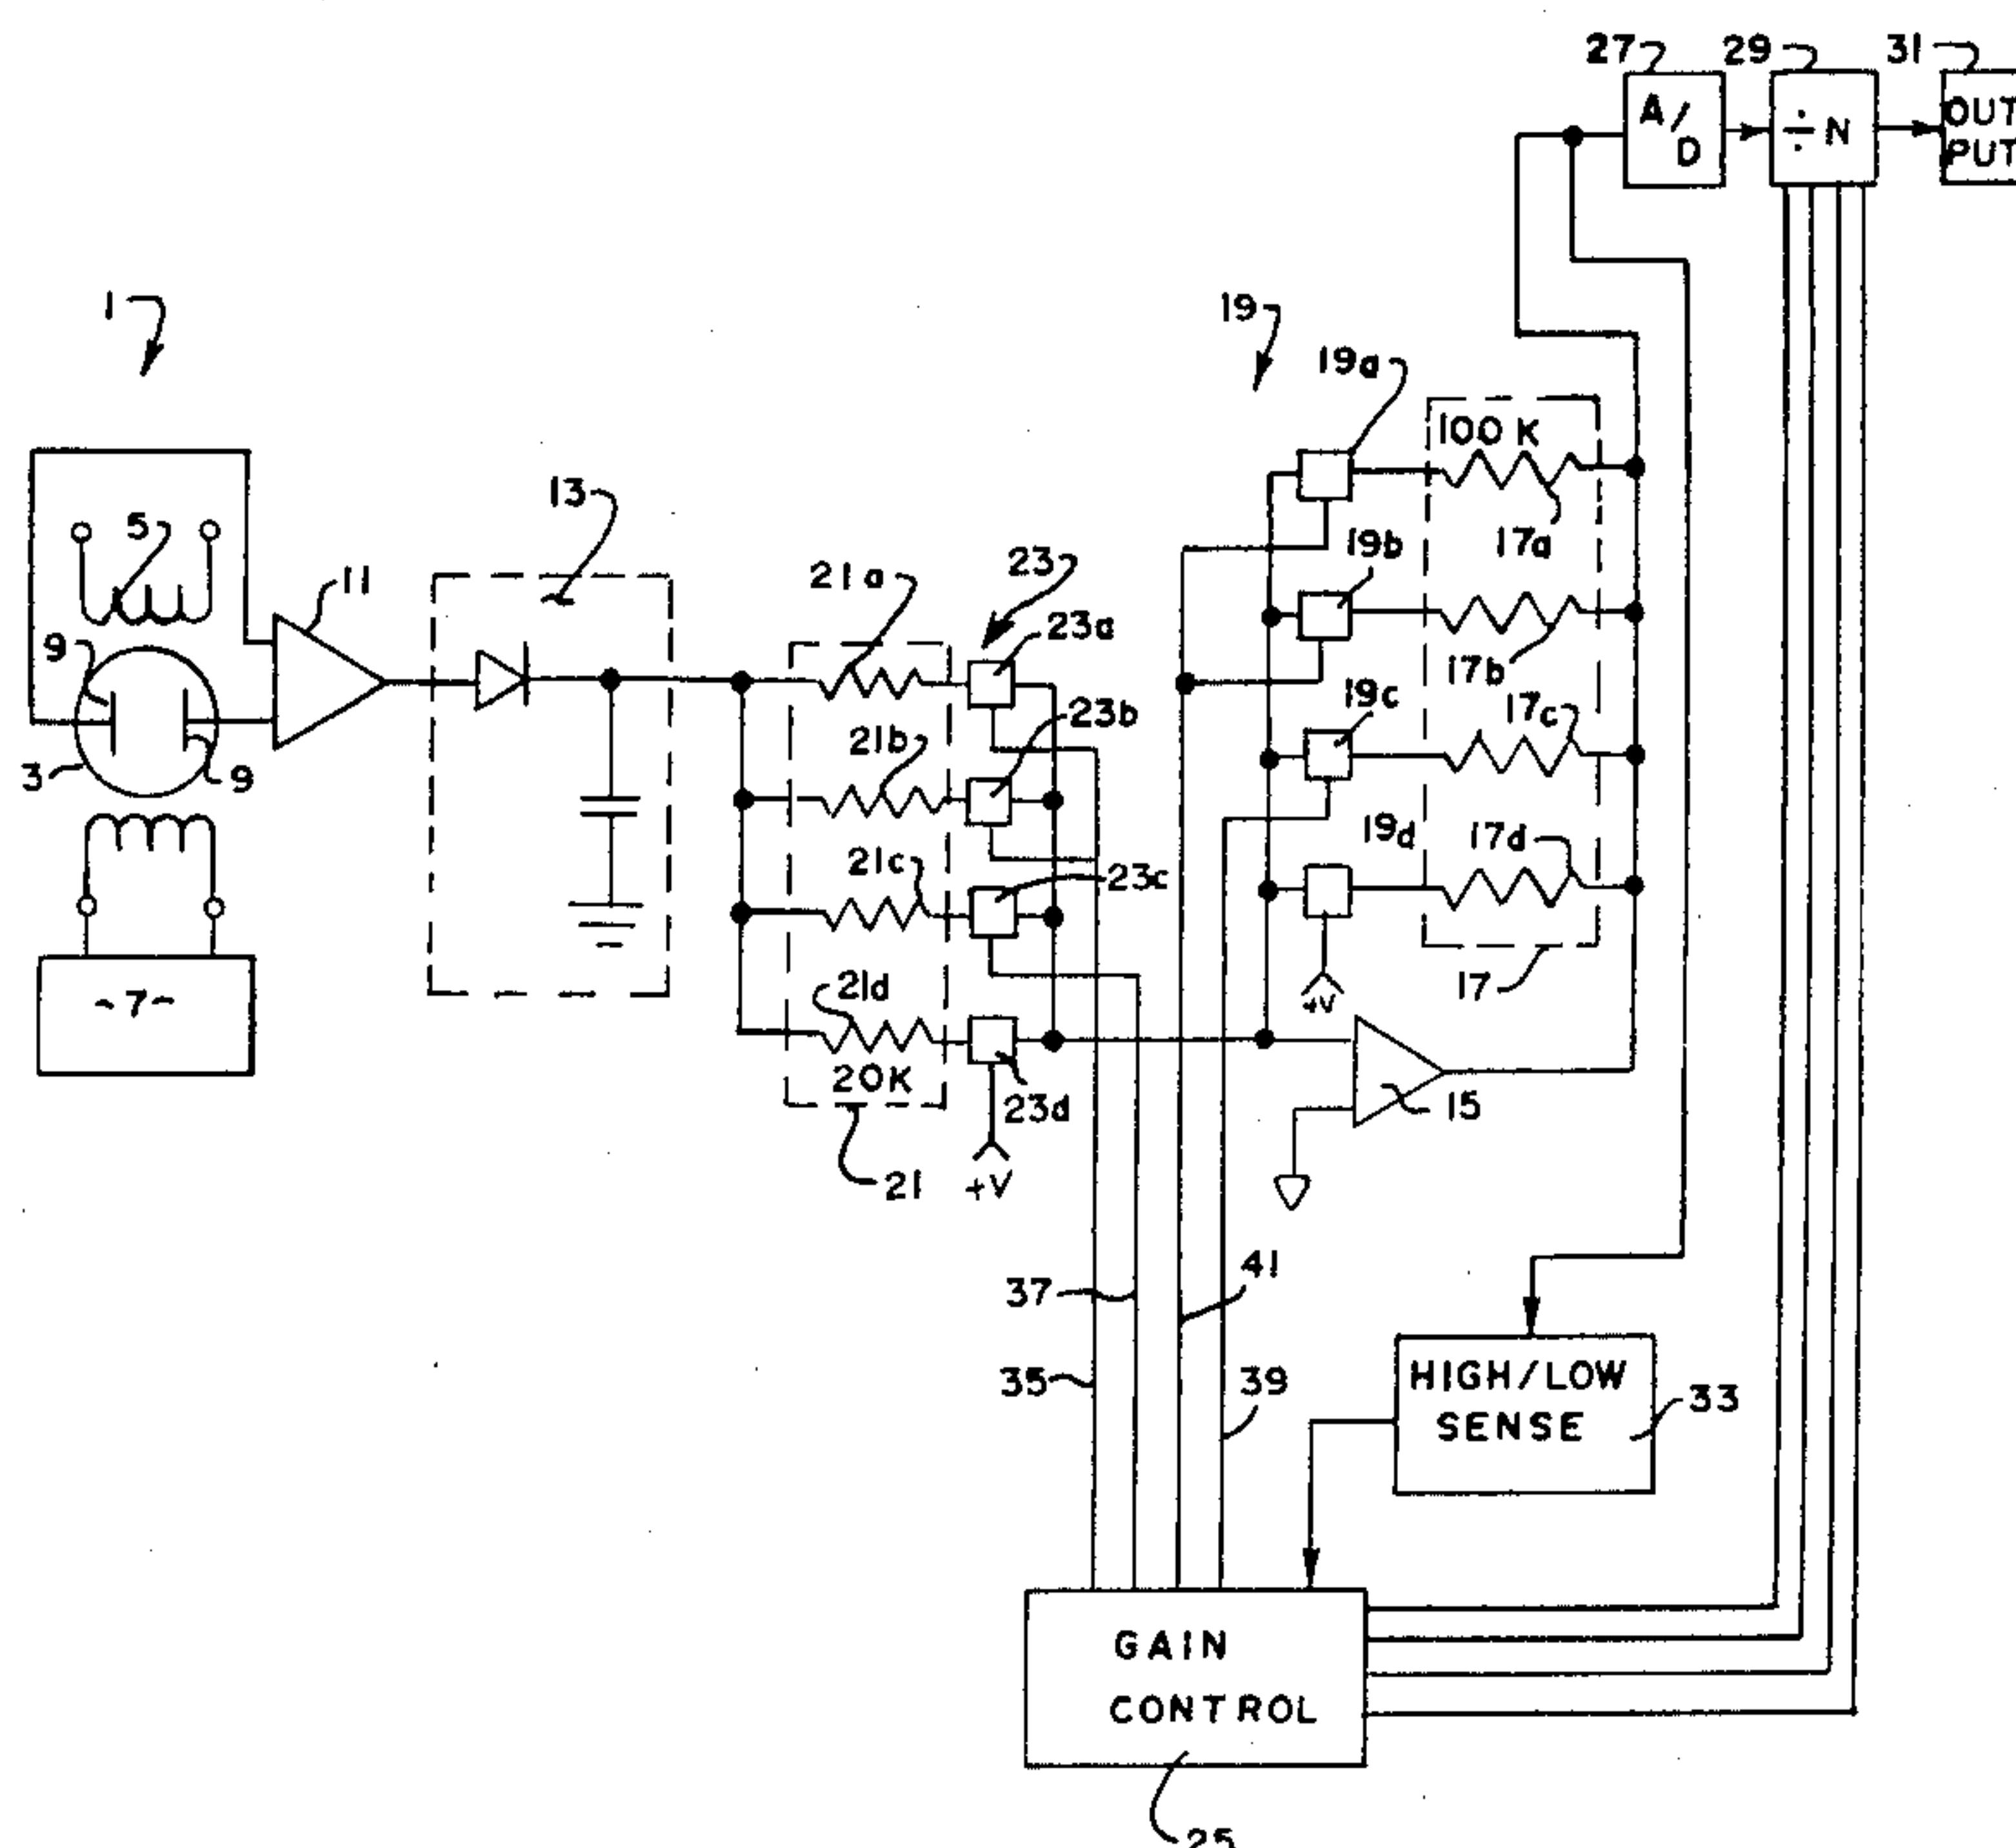 27
29
31
A/D
÷N
OUT
PUT
1
19
19a
100 K
13
5
17a
19b
21a
23
11
23a
9
17b
19c
17c
23b
21b
3
9
19d
17d
21c
23c
21d
+V
17
~7~
20K
23d
15
21
+V
41
37
HIGH/LOW
SENSE
33
35
39
GAIN
CONTROL
25